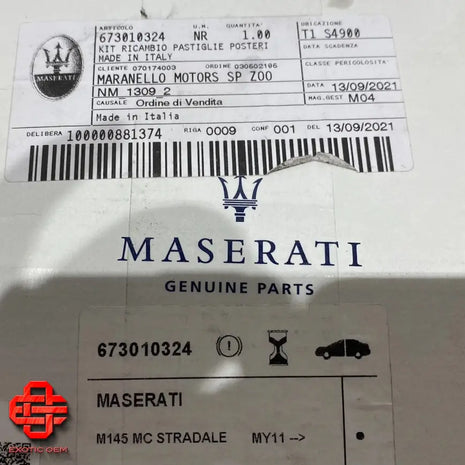 ARTICOLO U.M. QUANTITA' UBICAZIONE
673010324 NR 1.00 T1 S4900
KIT RICAMBIO PASTIGLIE POSTERI DATA SCADENZA
MADE IN ITALY
CLIENTE 070174003 ORDINE 030502105 CLASSE PERICOLOSITA'
MARANELLO MOTORS SP ZOO
NM_1309_2 DATA 13/09/2021
CAUSALE Ordine di Vendita MAG.GEST M04
Made in Italia
MASERATI
DELIBERA 100000881374 RIGA 0009 CONF 001 DEL 13/09/2021
MASERATI
GENUINE PARTS
673010324
MASERATI
M145 MC STRADALE MY11 -->
EXOTIC OEM